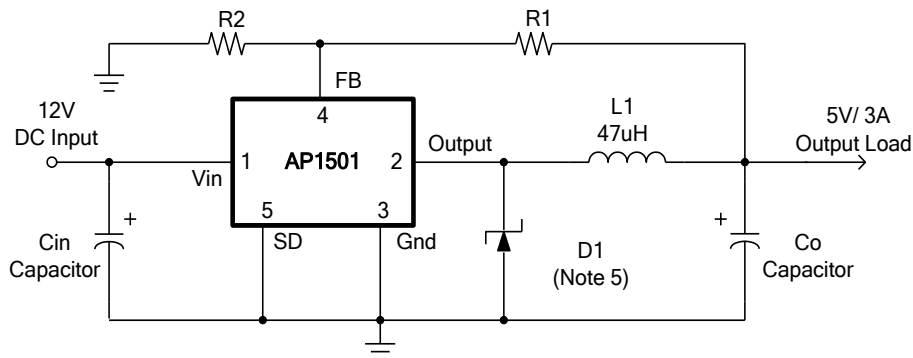 R2
R1
FB
4
12V
DC Input
Vin
1
AP1501
2
Output
L1
47uH
5V/ 3A
Output Load
5
3
SD
Gnd
+
Cin
Capacitor
D1
(Note 5)
+
Co
Capacitor